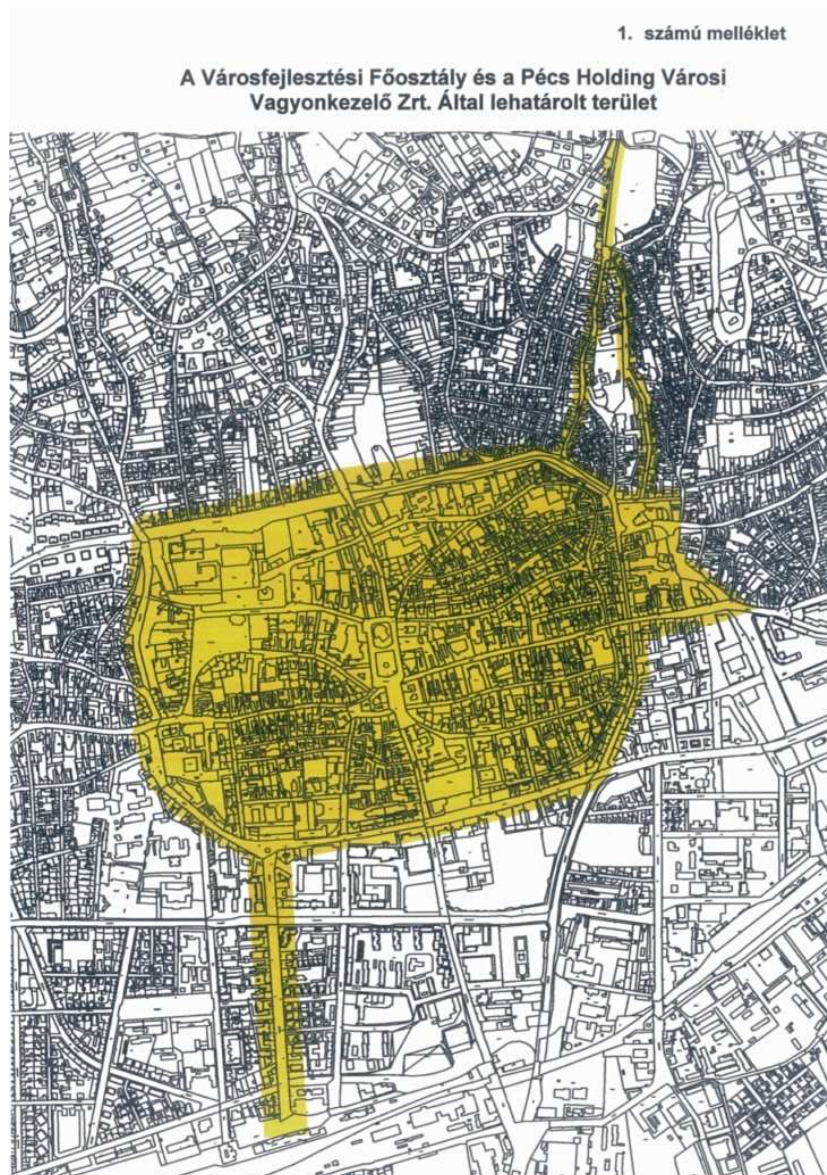 1. számú melléklet
A Városfejlesztési Főosztály és a Pécs Holding Városi
Vagyonkezelő Zrt. Által lehatárolt terület